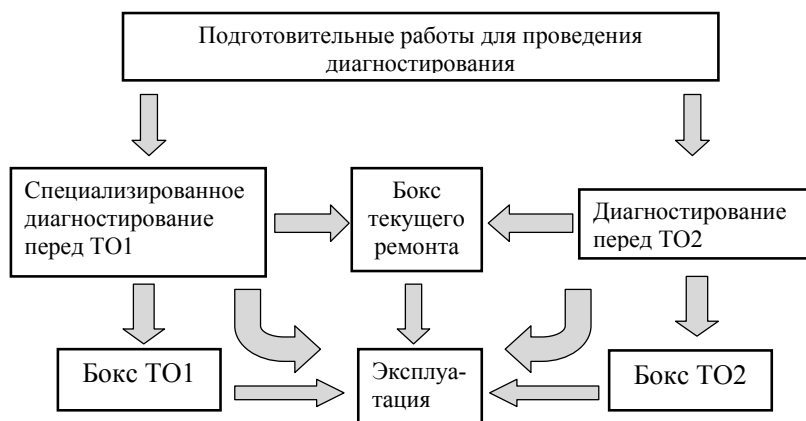 Подготовительные работы для проведения
диагностирования
Специализированное
диагностирование
перед ТО1
Бокс
текущего
ремонта
Диагностирование
перед ТО2
Бокс ТО1
Эксплуа-
тация
Бокс ТО2